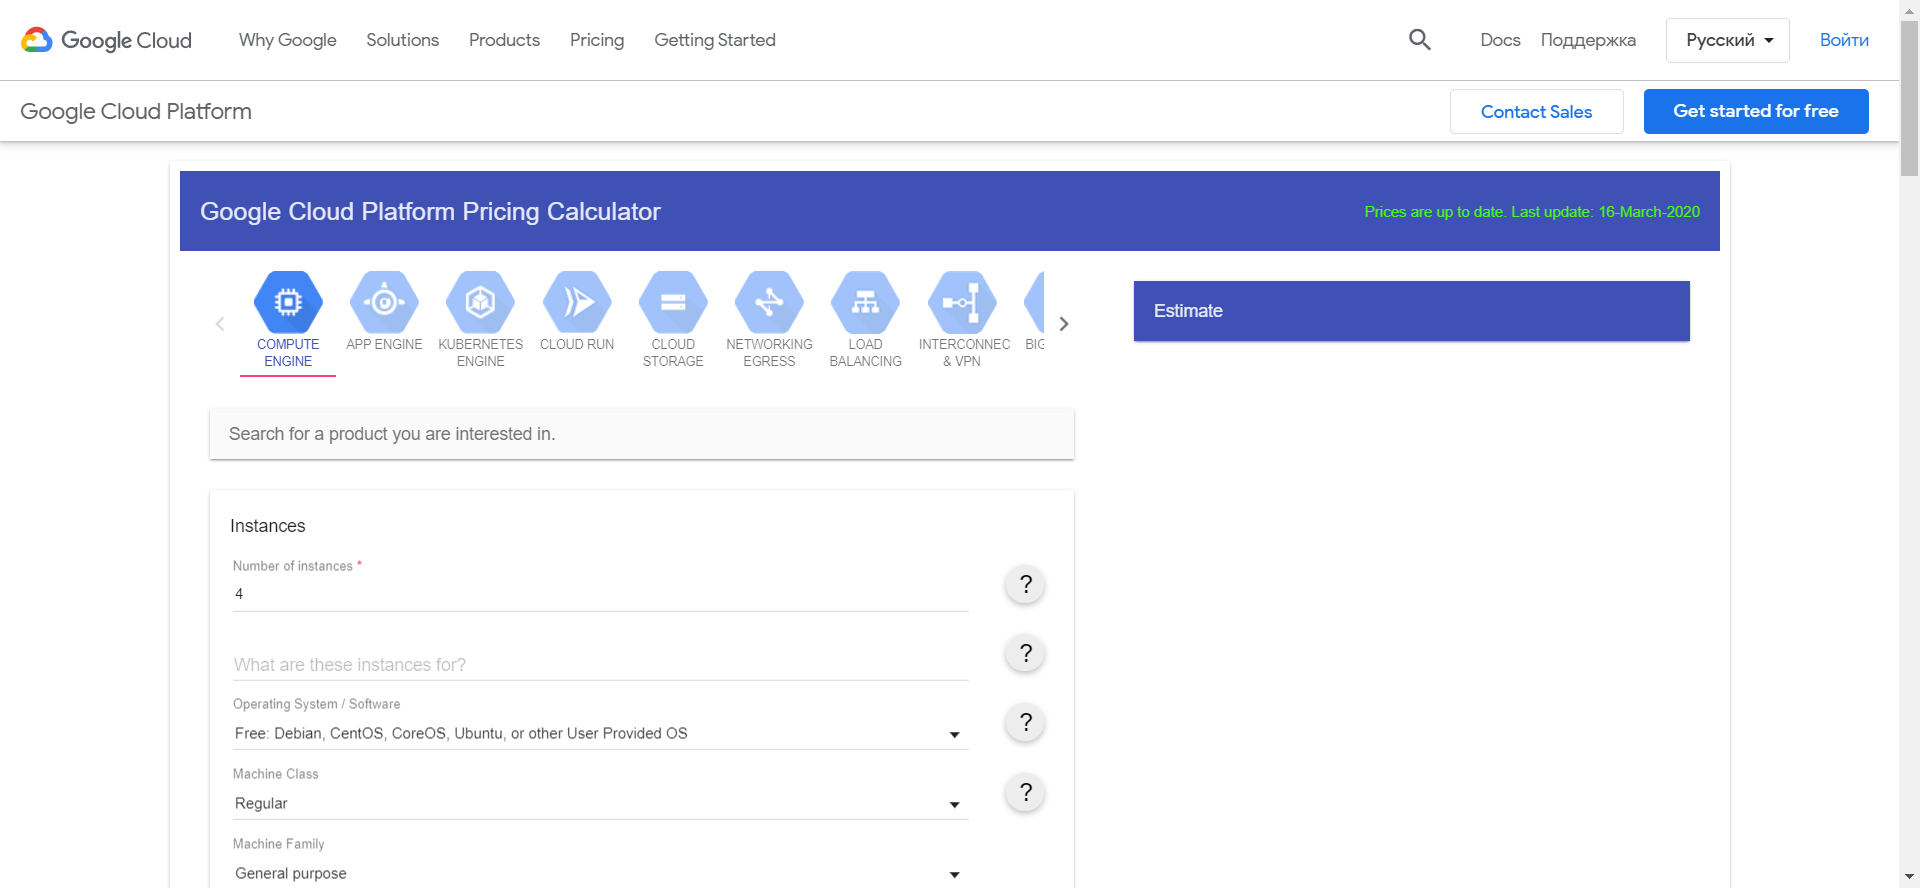 Google Cloud
Why Google
Solutions
Products
Pricing
Getting Started
Docs
Поддержка
Русский
Войти
Google Cloud Platform
Contact Sales
Get started for free
Google Cloud Platform Pricing Calculator
Prices are up to date. Last update: 16-March-2020
COMPUTE
ENGINE
APP ENGINE
KUBERNETES
ENGINE
CLOUD RUN
CLOUD
STORAGE
NETWORKING
EGRESS
LOAD
BALANCING
INTERCONNEC
& VPN
BIG
Estimate
Search for a product you are interested in.
Instances
Number of instances *
4
?
What are these instances for?
?
Operating System / Software
Free: Debian, CentOS, CoreOS, Ubuntu, or other User Provided OS
?
Machine Class
Regular
?
Machine Family
General purpose